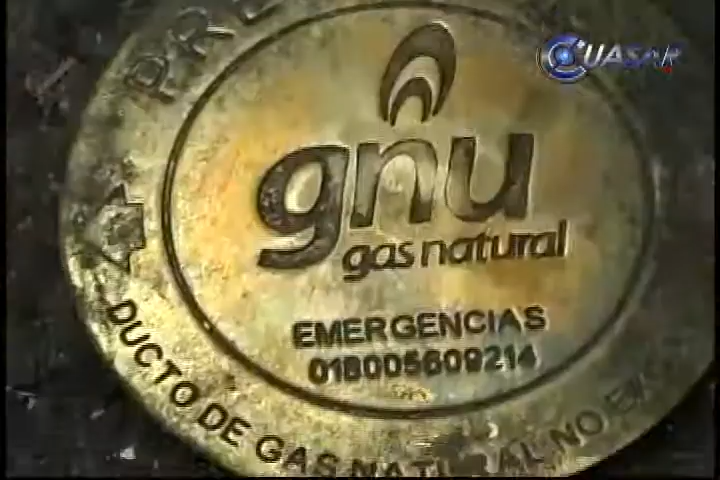 QUASAR
gnu
gas natural
EMERGENCIAS
018005609214
DUCTO DE GAS NATURAL NO